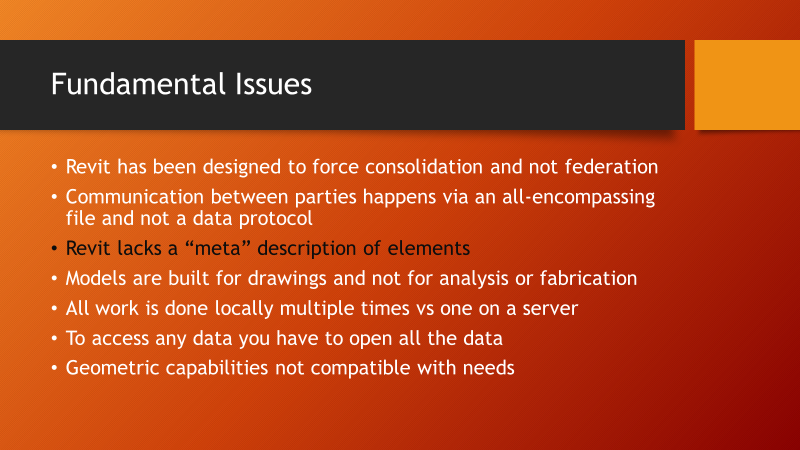 Fundamental Issues
• Revit has been designed to force consolidation and not federation
• Communication between parties happens via an all-encompassing
file and not a data protocol
• Revit lacks a “meta” description of elements
• Models are built for drawings and not for analysis or fabrication
• All work is done locally multiple times vs one on a server
• To access any data you have to open all the data
• Geometric capabilities not compatible with needs